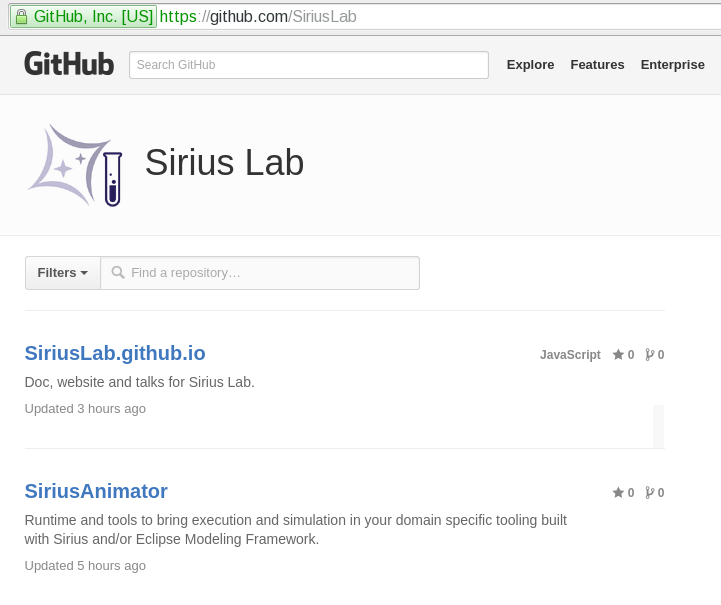 GitHub, Inc. [US] https://github.com/SiriusLab
GitHub Search GitHub Explore Features Enterprise
Sirius Lab
Filters Find a repository…
SiriusLab.github.io JavaScript 0 0
Doc, website and talks for Sirius Lab.
Updated 3 hours ago
SiriusAnimator 0 0
Runtime and tools to bring execution and simulation in your domain specific tooling built
with Sirius and/or Eclipse Modeling Framework.
Updated 5 hours ago